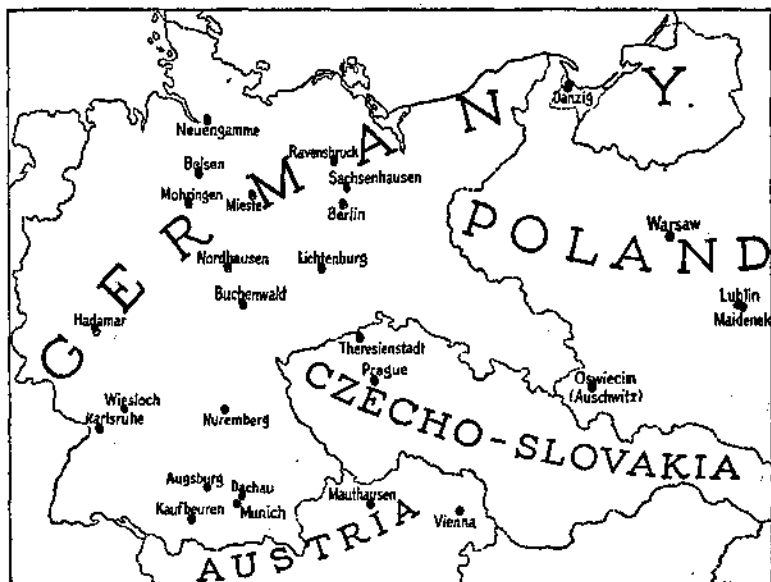 GERMANY
Danzig
Neuengamme
Ravensbruck
Belsen
Sachsenhausen
Mohringen
Mieste
Berlin
POLAND
Warsaw
Nordhausen
Lichtenburg
Buchenwald
Lublin
Maidenek
Hadamar
Theresienstadt
Prague
Oswiecim
(Auschwitz)
CZECHO-SLOVAKIA
Wiesloch
Karlsruhe
Nuremberg
Augsburg
Dachau
Kaufbeuren
Munich
Mauthausen
Vienna
AUSTRIA